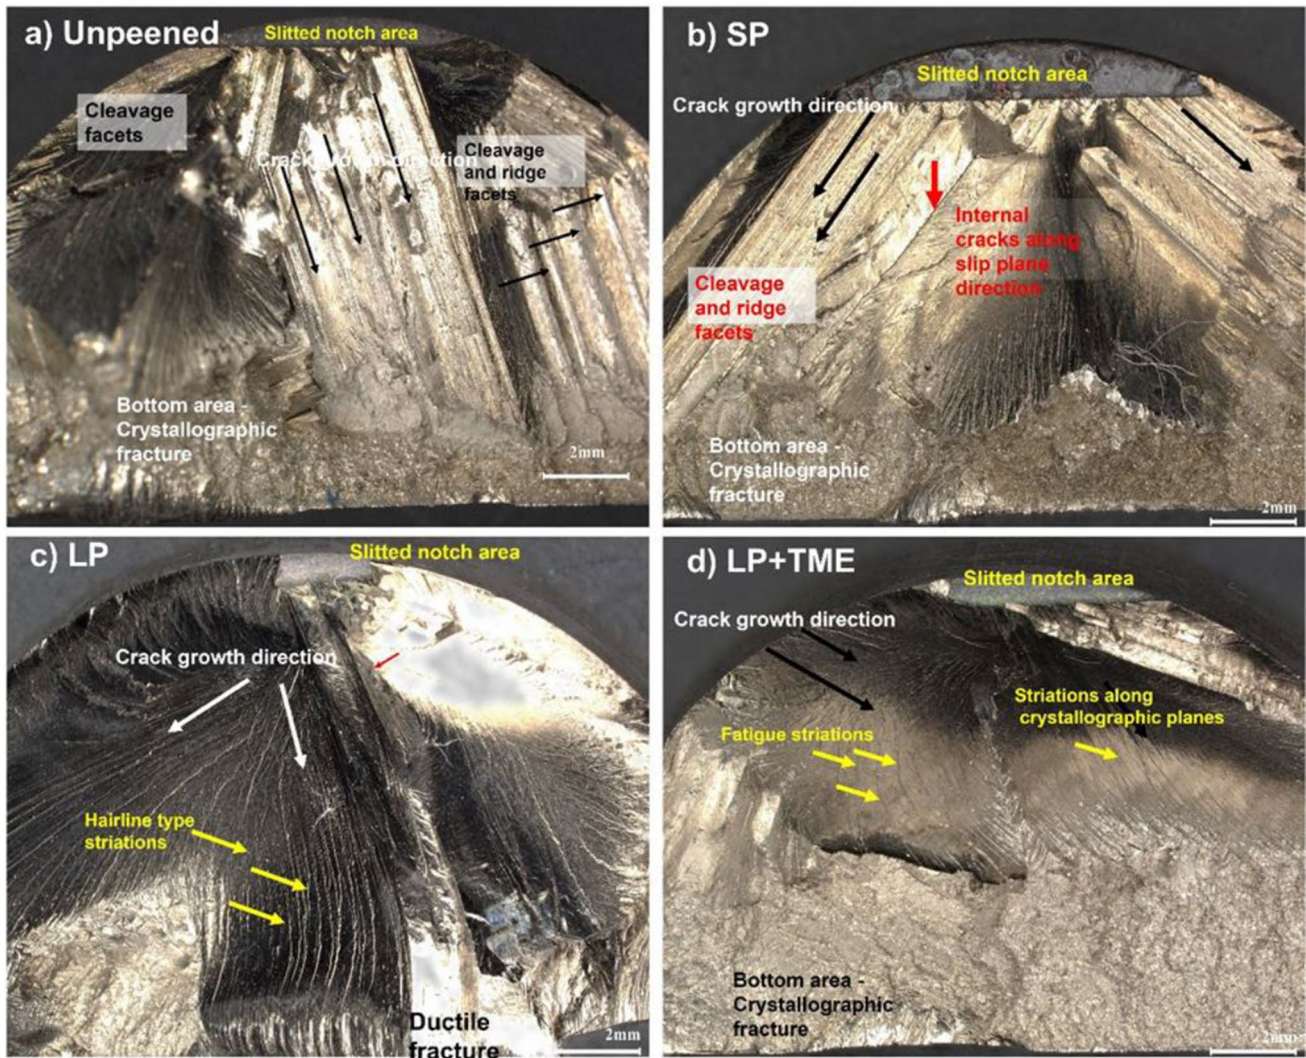 a) Unpeened
Slitted notch area
Cleavage
facets
Crack growth direction
Cleavage
and ridge
facets
Bottom area -
Crystallographic
fracture
2mm
b) SP
Slitted notch area
Crack growth direction
Internal
cracks along
slip plane
direction
Cleavage
and ridge
facets
Bottom area -
Crystallographic
fracture
2mm
c) LP
Slitted notch area
Crack growth direction
Hairline type
striations
Ductile
fracture
2mm
d) LP+TME
Slitted notch area
Crack growth direction
Striations along
crystallographic planes
Fatigue striations
Bottom area -
Crystallographic
fracture
2mm